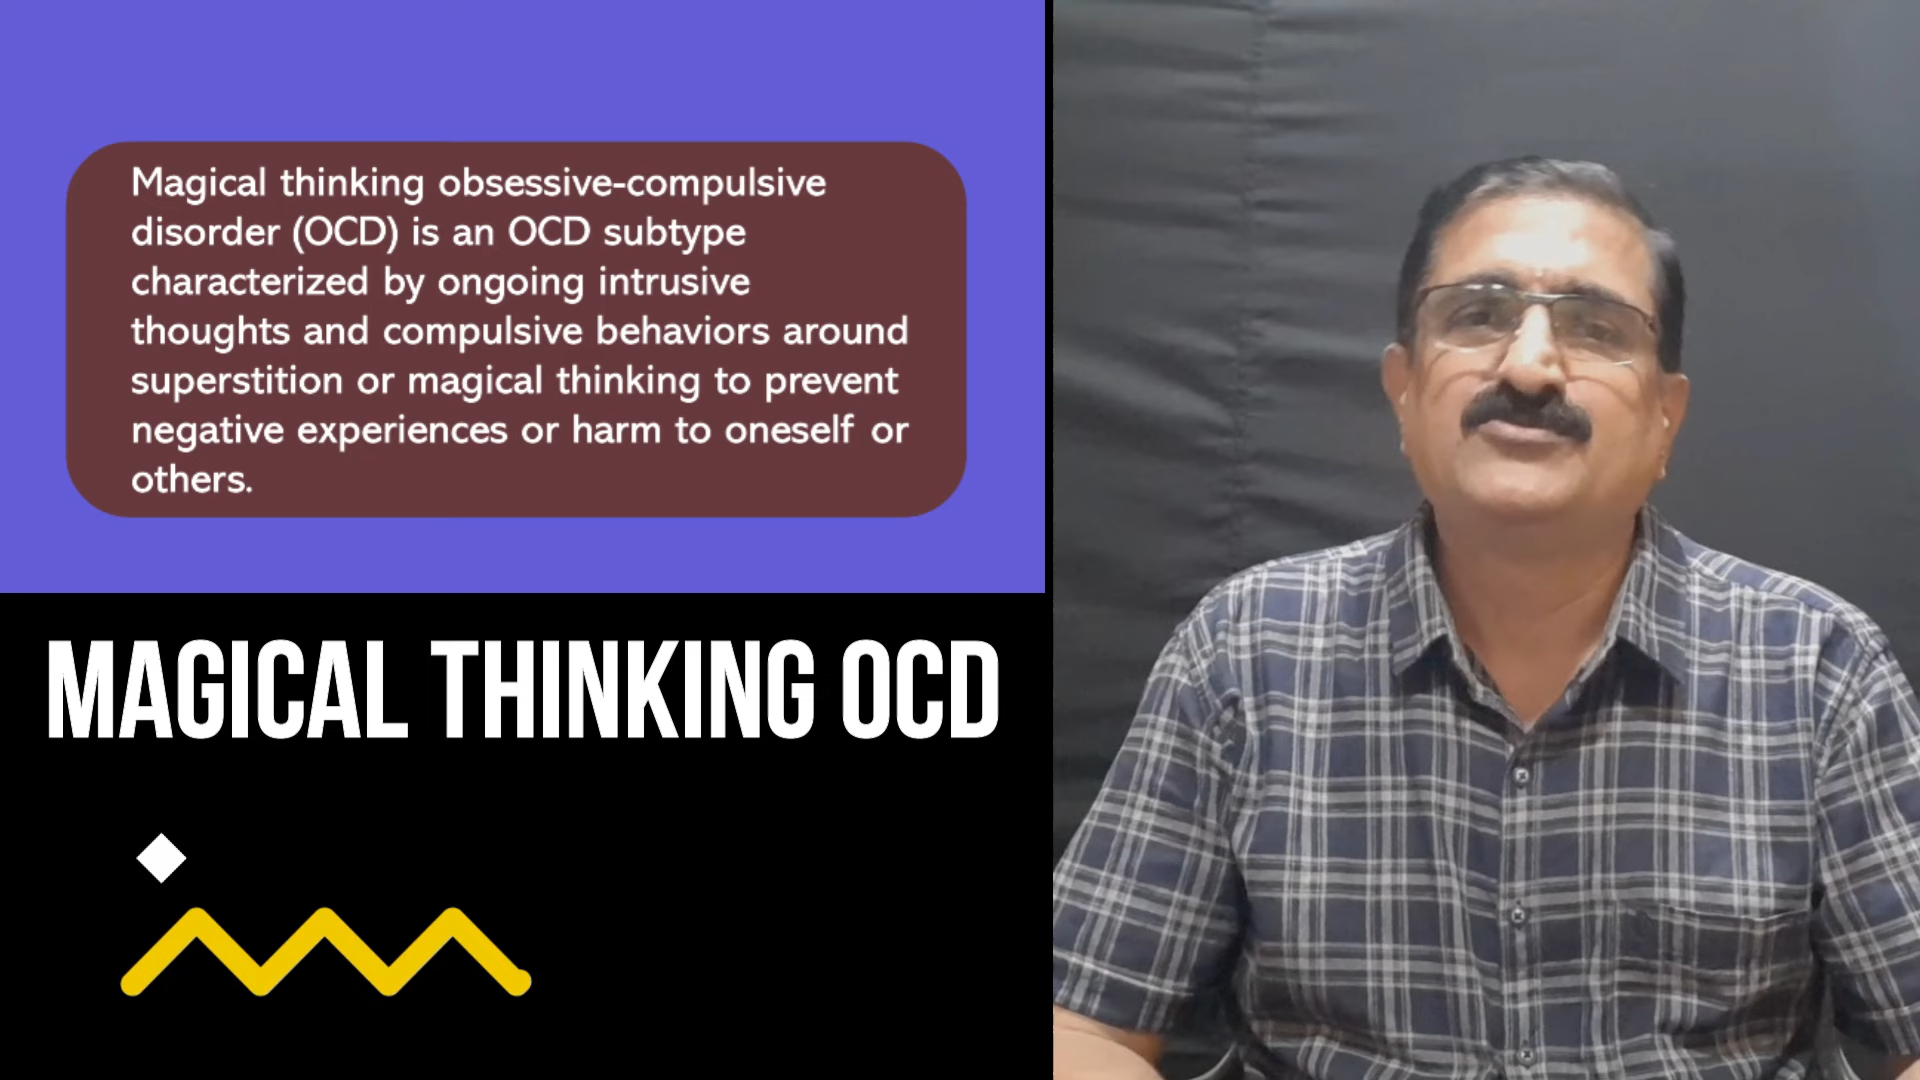 Magical thinking obsessive-compulsive
disorder (OCD) is an OCD subtype
characterized by ongoing intrusive
thoughts and compulsive behaviors around
superstition or magical thinking to prevent
negative experiences or harm to oneself or
others.
MAGICAL THINKING OCD